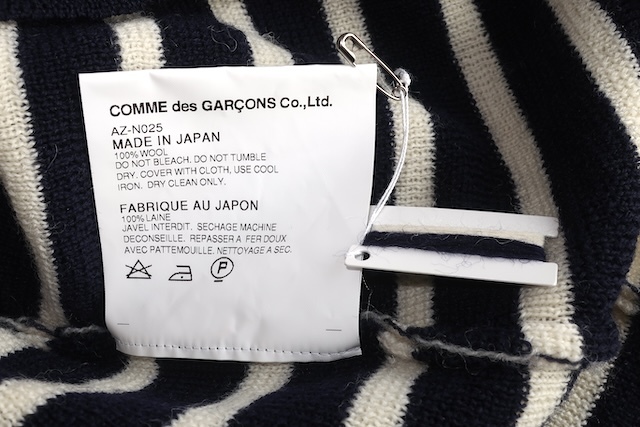 COMME des GARÇONS Co.,Ltd.
AZ-N025
MADE IN JAPAN
100% WOOL
DO NOT BLEACH. DO NOT TUMBLE
DRY. COVER WITH CLOTH. USE COOL
IRON. DRY CLEAN ONLY.
FABRIQUE AU JAPON
100% LAINE
JAVEL INTERDIT. SECHAGE MACHINE
DECONSEILLE. REPASSER A FER DOUX
AVEC PATTEMOUILLE. NETTOYAGE A SEC.
P